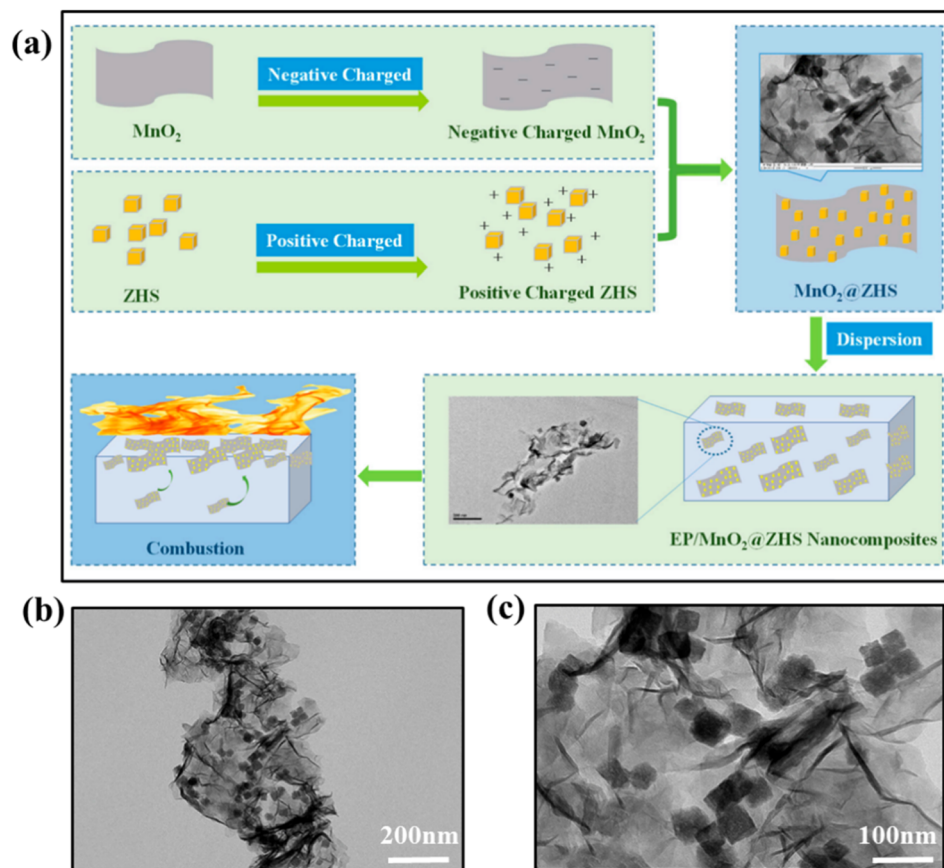 (a)
Negative Charged
MnO₂
Negative Charged MnO₂
Positive Charged
ZHS
Positive Charged ZHS
MnO₂@ZHS
Dispersion
Combustion
EP/MnO₂@ZHS Nanocomposites
(b)
200nm
(c)
100nm